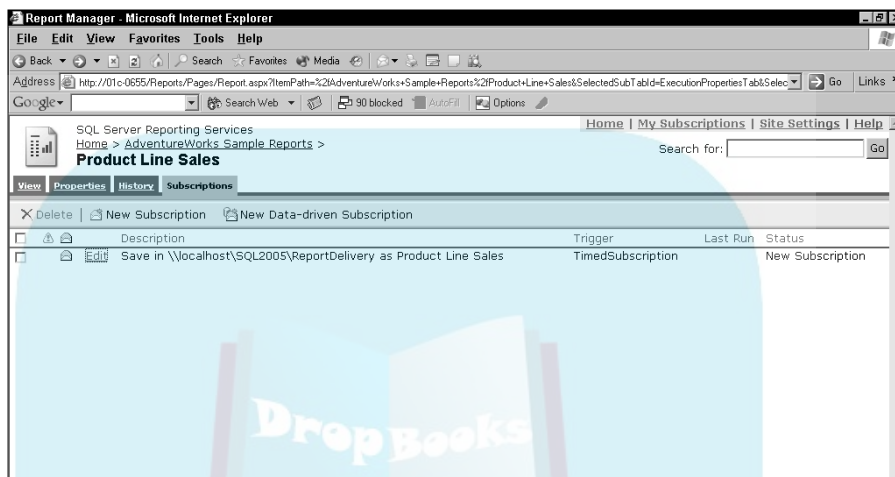 Report Manager - Microsoft Internet Explorer
File Edit View Favorites Tools Help
Back Search Favorites Media
Address http://01c-0655/Reports/Pages/Report.aspx?ItemPath=%2fAdventureWorks+Sample+Reports%2fProduct+Line+Sales&SelectedSubTabId=ExecutionPropertiesTab&Selec Go Links
Google Search Web 90 blocked AutoFill Options
SQL Server Reporting Services
Home | My Subscriptions | Site Settings | Help
Home > AdventureWorks Sample Reports >
Product Line Sales
Search for: Go
View Properties History Subscriptions
Delete | New Subscription New Data-driven Subscription
Description Trigger Last Run Status
Edit Save in \\localhost\SQL2005\ReportDelivery as Product Line Sales TimedSubscription New Subscription
DropBooks